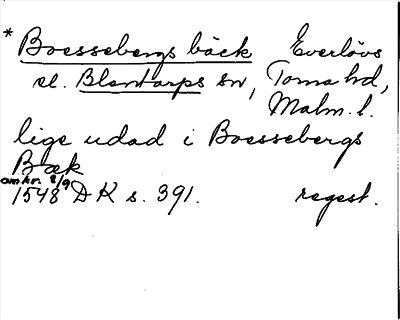 * Boessebergs bäck Everlövs
el. Blentarps sn, Torna hd,
Malm. l.
lige udad i Boessebergs
Bæk
omkr. 8/9
1548 DK s. 391. regest.